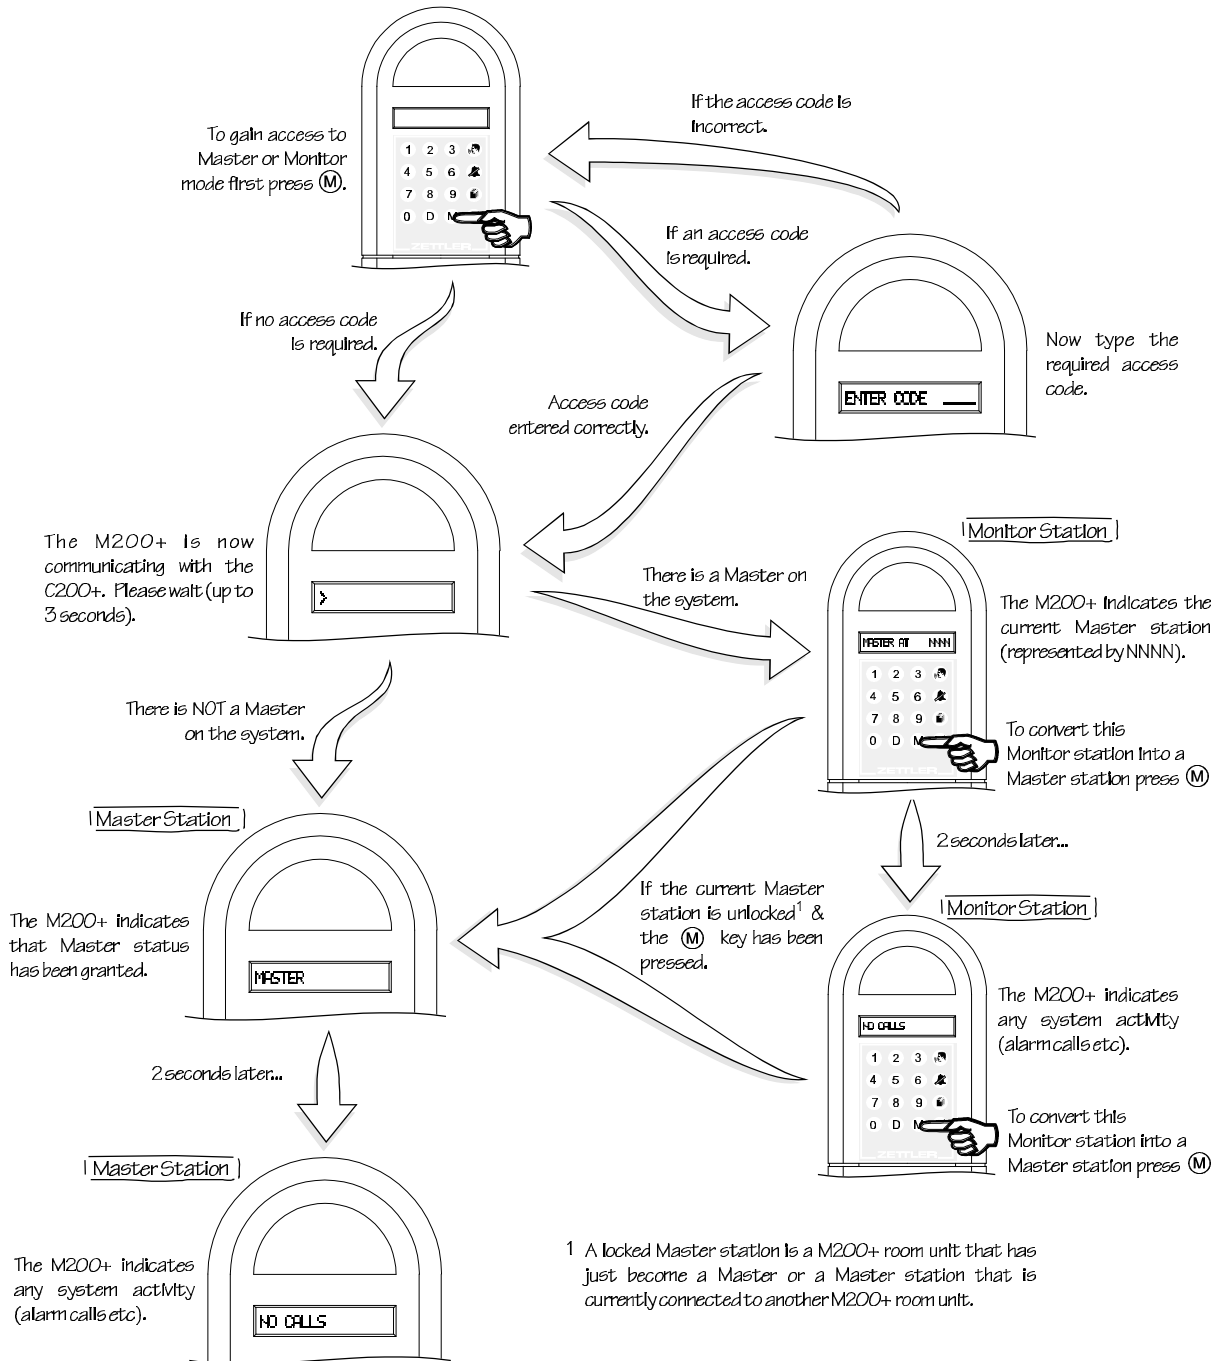 To gain access to
Master or Monitor
mode first press Ⓜ.
1 2 3
4 5 6
7 8 9
0 D M
ZETTLER
If the access code is
incorrect.
If an access code
is required.
Now type the
required access
code.
ENTER CODE ____
If no access code
is required.
Access code
entered correctly.
The M200+ is now
communicating with the
C200+. Please wait (up to
3 seconds).
>
There is a Master on
the system.
Monitor Station
The M200+ indicates the
current Master station
(represented by NNNN).
MASTER AT NNNN
1 2 3
4 5 6
7 8 9
0 D M
ZETTLER
To convert this
Monitor station into a
Master station press Ⓜ
There is NOT a Master
on the system.
Master Station
The M200+ indicates
that Master status
has been granted.
MASTER
If the current Master
station is unlocked¹ &
the Ⓜ key has been
pressed.
2 seconds later...
Monitor Station
The M200+ indicates
any system activity
(alarm calls etc).
NO CALLS
1 2 3
4 5 6
7 8 9
0 D M
ZETTLER
To convert this
Monitor station into a
Master station press Ⓜ
2 seconds later...
Master Station
The M200+ indicates
any system activity
(alarm calls etc).
NO CALLS
1 A locked Master station is a M200+ room unit that has
just become a Master or a Master station that is
currently connected to another M200+ room unit.